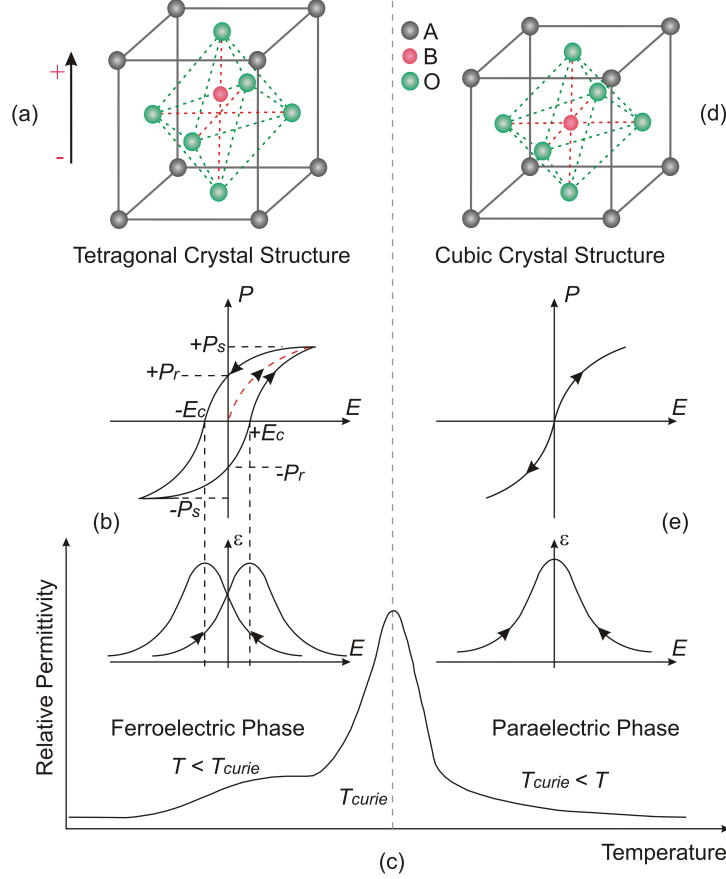 A
B
O
+
-
(a)
(d)
Tetragonal Crystal Structure
Cubic Crystal Structure
P
+Ps
+Pr
-Ec
E
+Ec
-Pr
-Ps
(b)
P
E
(e)
ε
E
ε
E
Relative Permittivity
Ferroelectric Phase
Paraelectric Phase
T < Tcurie
Tcurie
Tcurie < T
Temperature
(c)